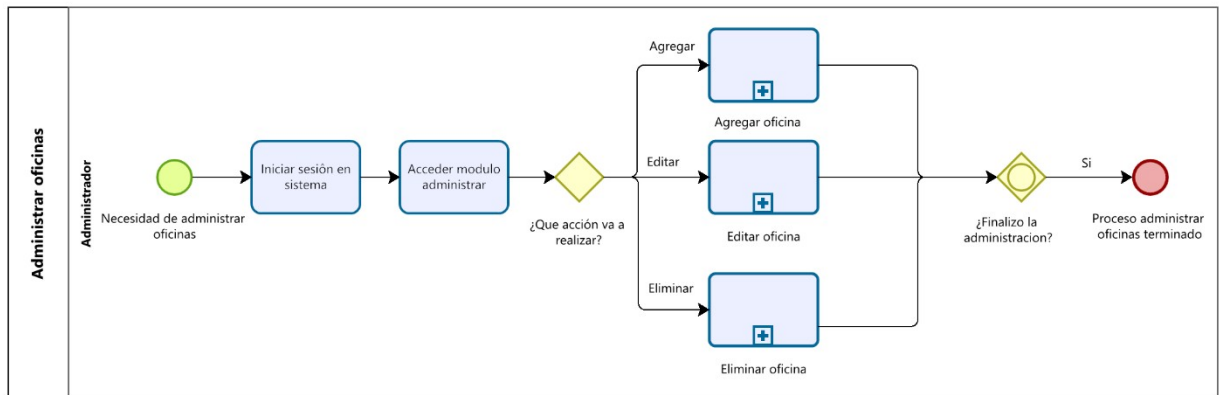 Administrar oficinas
Administrador
Necesidad de administrar
oficinas
Iniciar sesión en
sistema
Acceder modulo
administrar
¿Que acción va a
realizar?
Agregar
Agregar oficina
Editar
Editar oficina
Eliminar
Eliminar oficina
¿Finalizo la
administracion?
Si
Proceso administrar
oficinas terminado